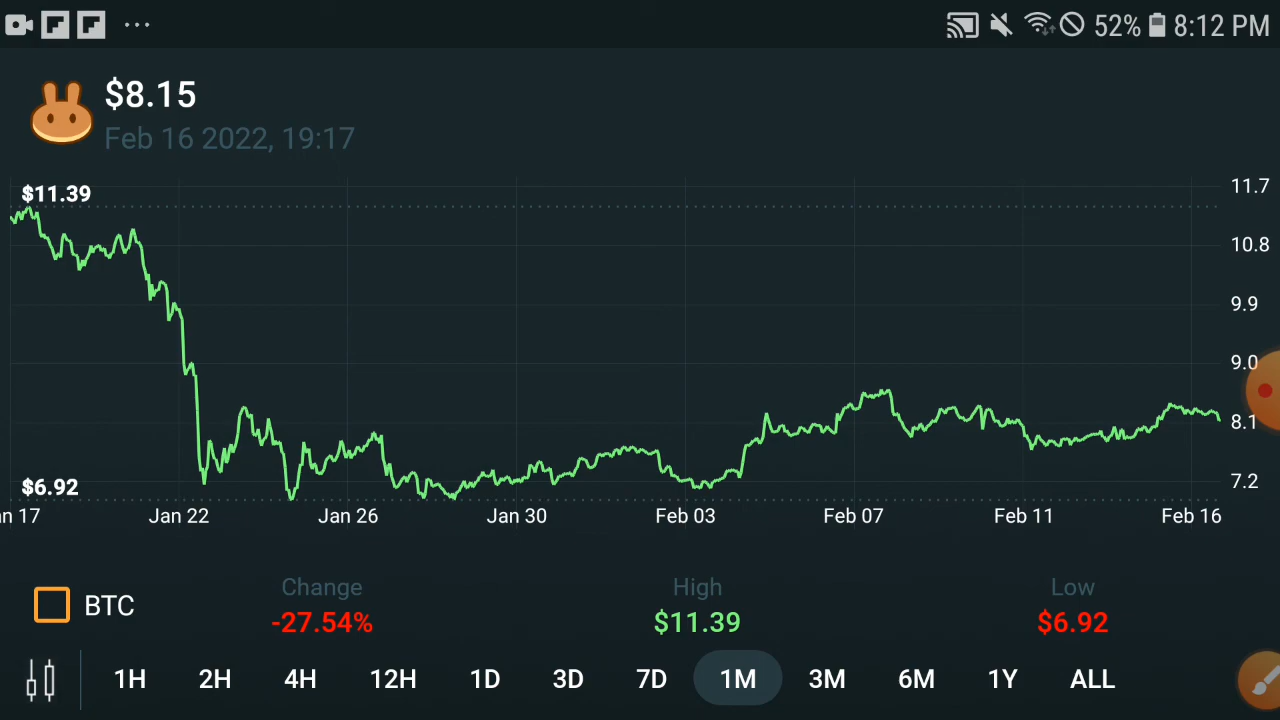 52% 8:12 PM
$8.15
Feb 16 2022, 19:17
$11.39
11.7
10.8
9.9
9.0
8.1
7.2
$6.92
n 17 Jan 22 Jan 26 Jan 30 Feb 03 Feb 07 Feb 11 Feb 16
BTC
Change High Low
-27.54% $11.39 $6.92
1H 2H 4H 12H 1D 3D 7D 1M 3M 6M 1Y ALL